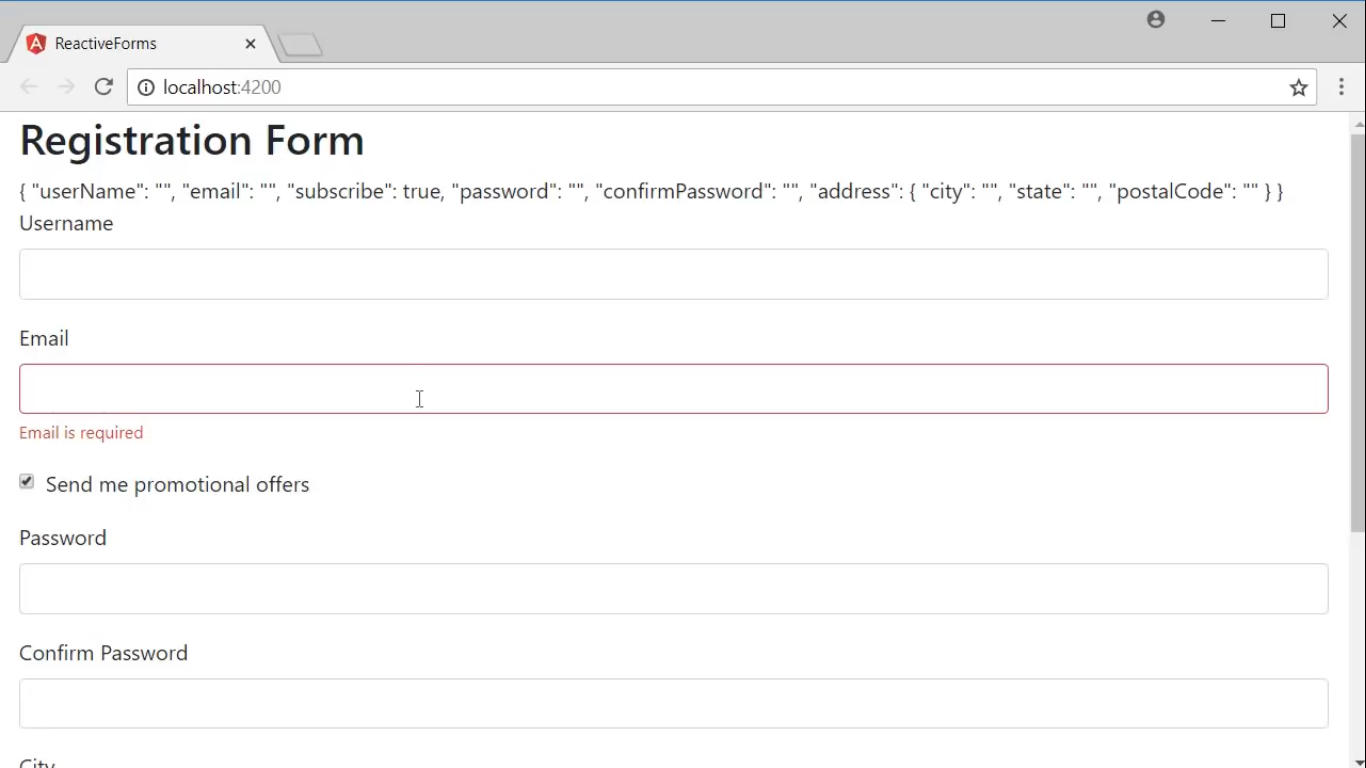 ReactiveForms
localhost:4200
Registration Form
{ "userName": "", "email": "", "subscribe": true, "password": "", "confirmPassword": "", "address": { "city": "", "state": "", "postalCode": "" } }
Username
Email
Email is required
Send me promotional offers
Password
Confirm Password
City